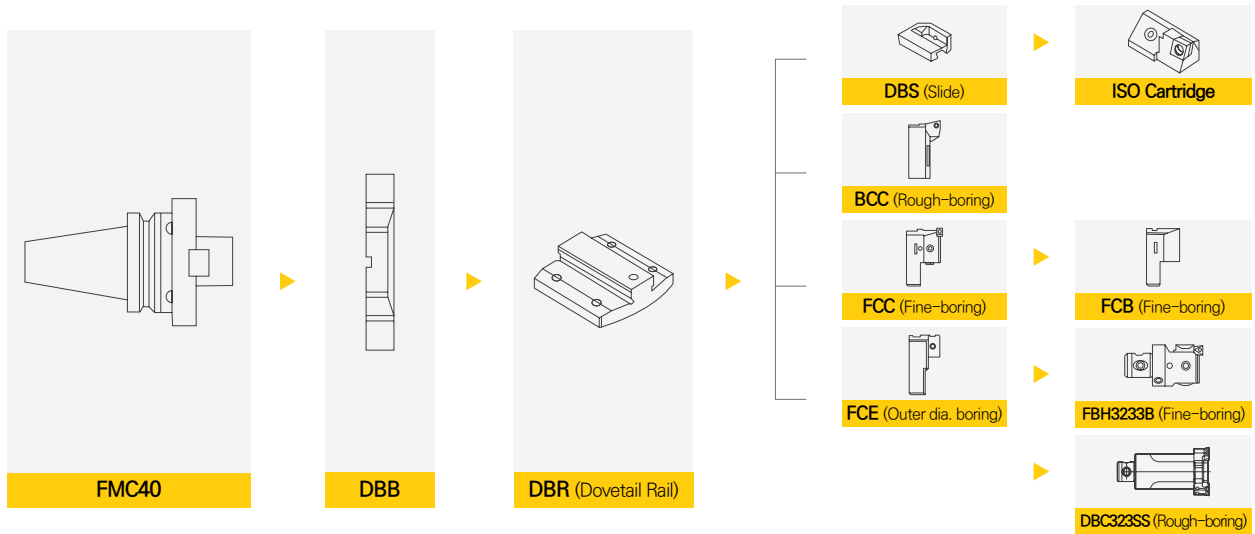 DBS (Slide)
ISO Cartridge
BCC (Rough-boring)
FCC (Fine-boring)
FCB (Fine-boring)
FCE (Outer dia. boring)
FBH3233B (Fine-boring)
FMC40
DBB
DBR (Dovetail Rail)
DBC323SS (Rough-boring)